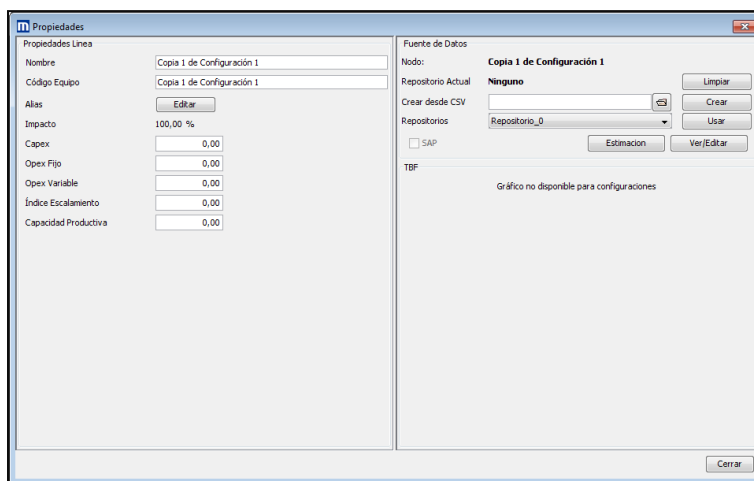 Propiedades
Propiedades Linea
Nombre Copia 1 de Configuración 1
Código Equipo Copia 1 de Configuración 1
Alias Editar
Impacto 100,00 %
Capex 0,00
Opex Fijo 0,00
Opex Variable 0,00
Índice Escalamiento 0,00
Capacidad Productiva 0,00
Fuente de Datos
Nodo: Copia 1 de Configuración 1
Repositorio Actual Ninguno Limpiar
Crear desde CSV Crear
Repositorios Repositorio_0 Usar
SAP Estimacion Ver/Editar
TBF
Gráfico no disponible para configuraciones
Cerrar